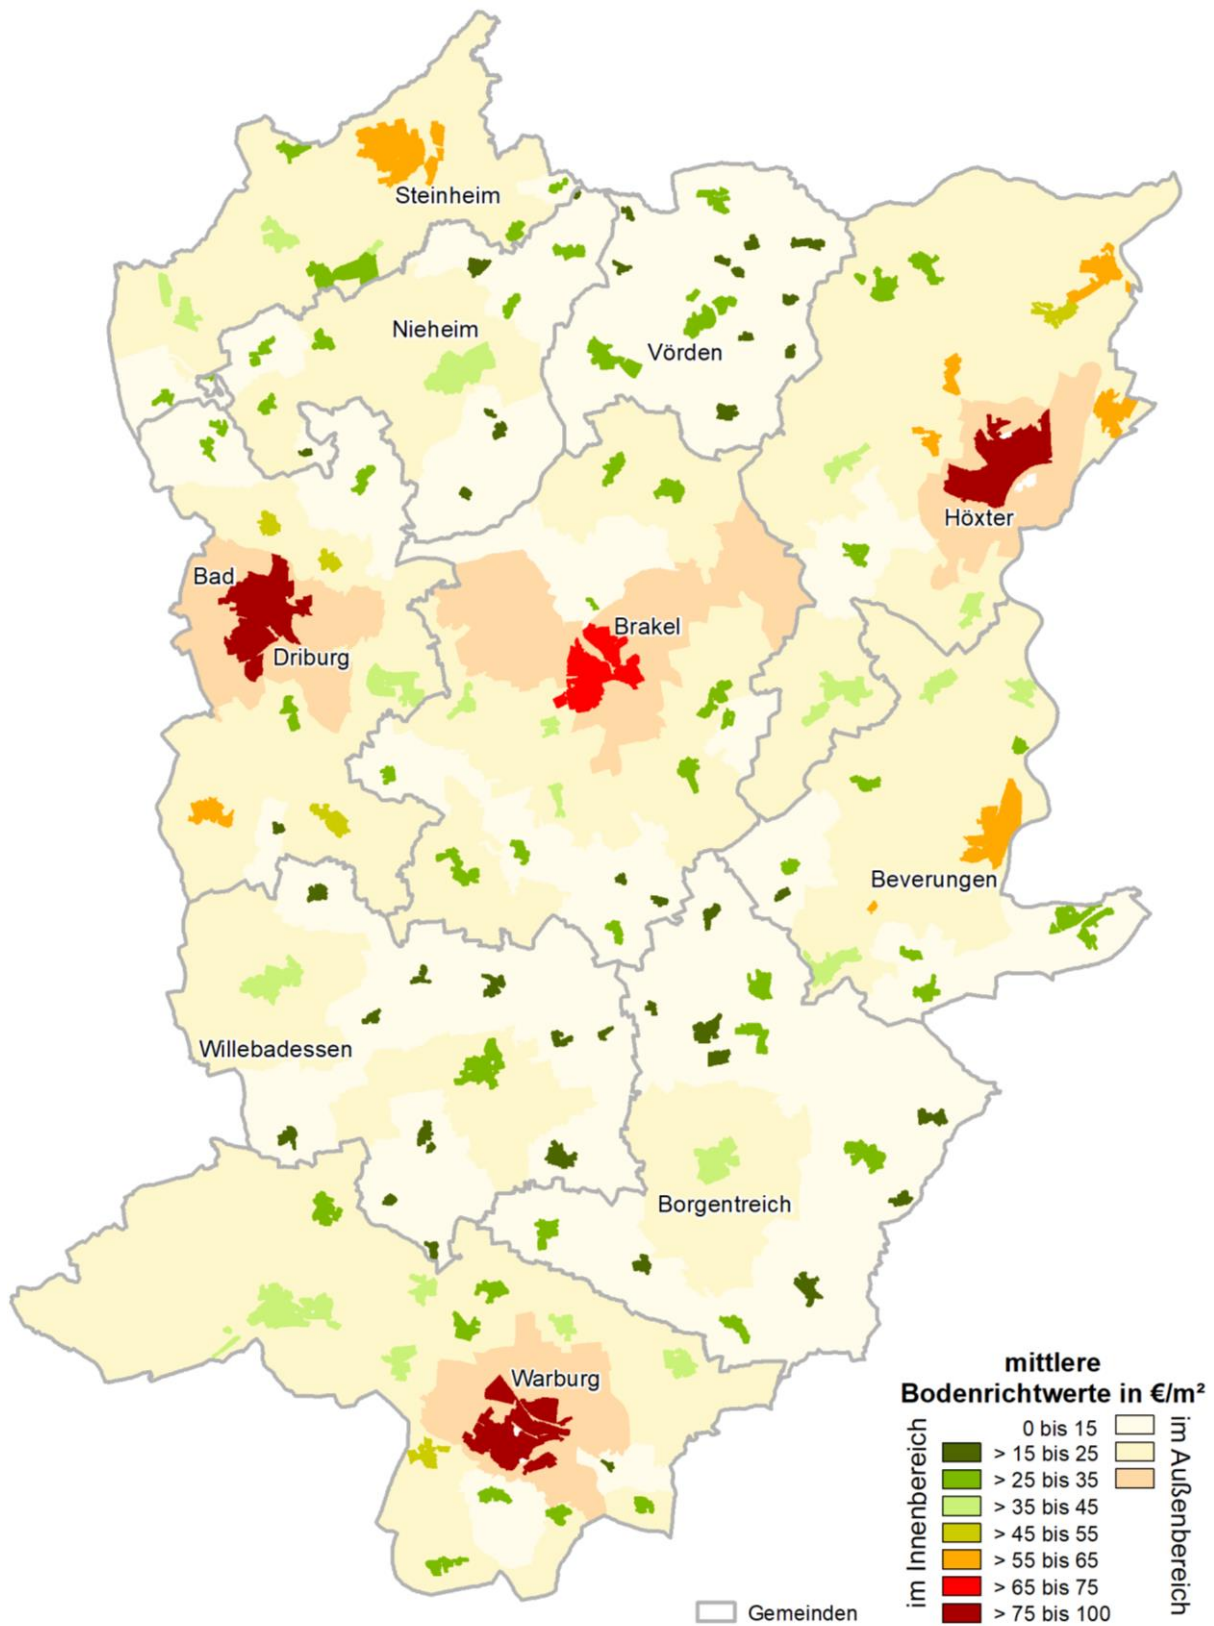 Steinheim
Nieheim
Vörden
Höxter
Bad
Driburg
Brakel
Beverungen
Willebadessen
Borgentreich
Warburg
mittlere
Bodenrichtwerte in €/m²
im Innenbereich
0 bis 15
> 15 bis 25
> 25 bis 35
> 35 bis 45
> 45 bis 55
> 55 bis 65
> 65 bis 75
> 75 bis 100
im Außenbereich
Gemeinden